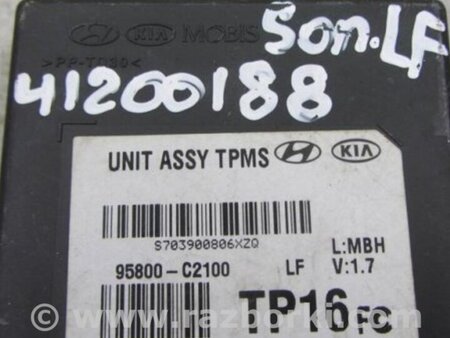 HYUNDAI KIA MOBIS
Son.LF
>PP-TD30<
41200188
UNIT ASSY TPMS KIA
S703900806XZQ
L:MBH
95800-C2100 LF V:1.7
TP16
www.razborki.com